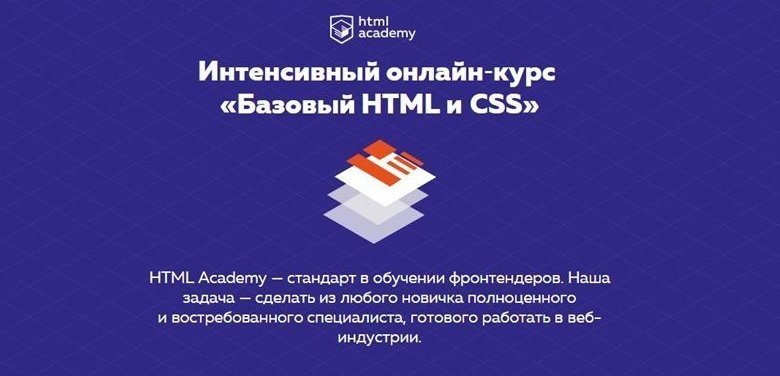 html
academy
Интенсивный онлайн-курс
«Базовый HTML и CSS»
HTML Academy — стандарт в обучении фронтендеров. Наша
задача — сделать из любого новичка полноценного
и востребованного специалиста, готового работать в веб-
индустрии.